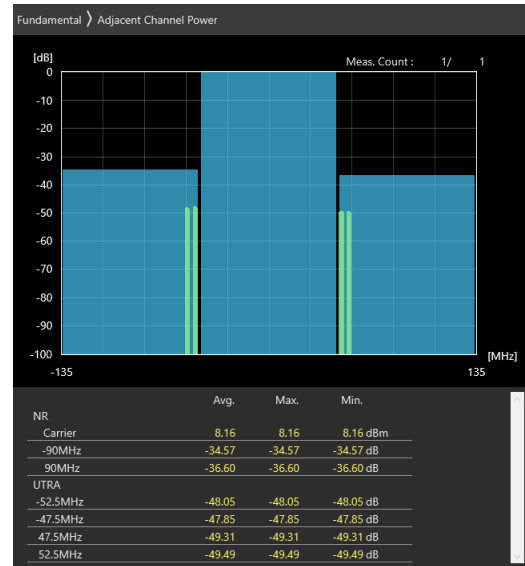 Fundamental 〉 Adjacent Channel Power
[dB]
Meas. Count : 1/ 1
0
-10
-20
-30
-40
-50
-60
-70
-80
-90
-100
[MHz]
-135 135
Avg. Max. Min.
NR
Carrier 8.16 8.16 8.16 dBm
-90MHz -34.57 -34.57 -34.57 dB
90MHz -36.60 -36.60 -36.60 dB
UTRA
-52.5MHz -48.05 -48.05 -48.05 dB
-47.5MHz -47.85 -47.85 -47.85 dB
47.5MHz -49.31 -49.31 -49.31 dB
52.5MHz -49.49 -49.49 -49.49 dB